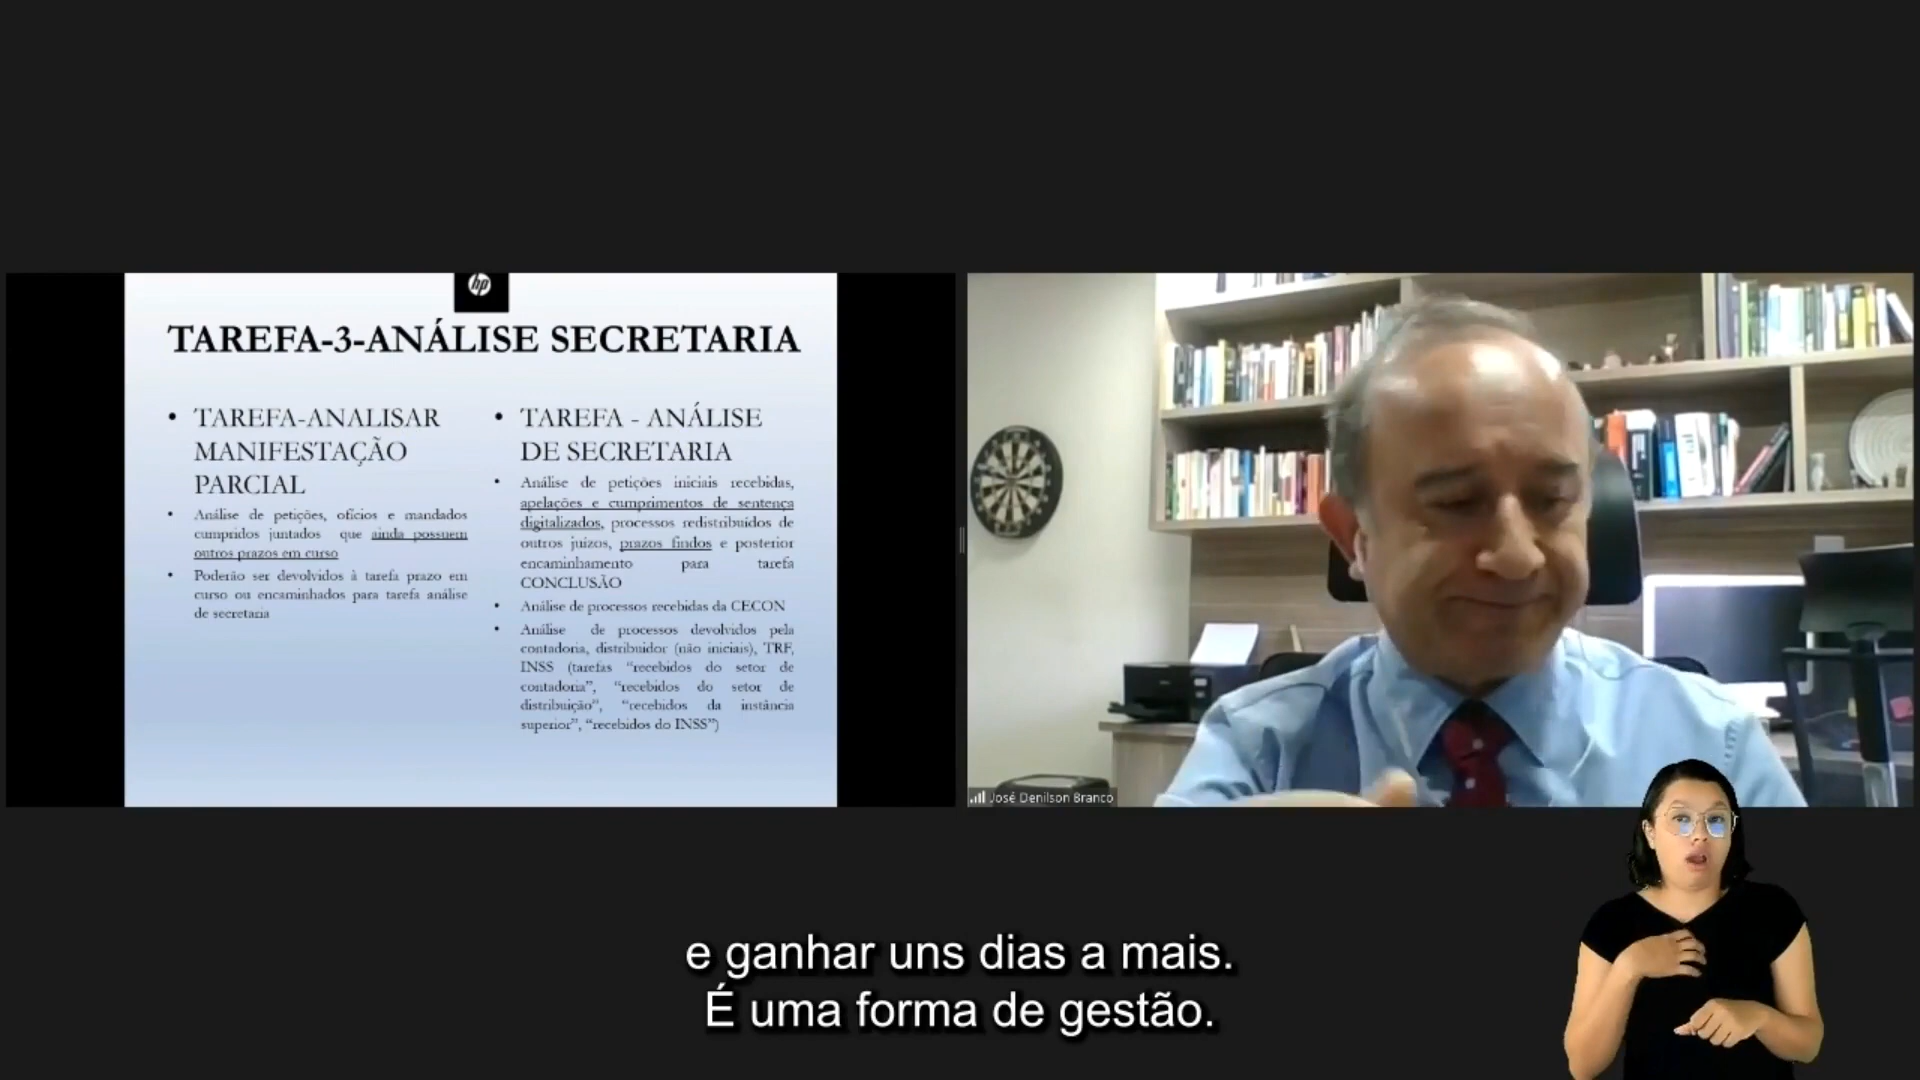 hp
TAREFA-3-ANÁLISE SECRETARIA
• TAREFA-ANALISAR
MANIFESTAÇÃO
PARCIAL
• Análise de petições, ofícios e mandados
cumpridos juntados que ainda possuem
outros prazos em curso
• Poderão ser devolvidos à tarefa prazo em
curso ou encaminhados para tarefa análise
de secretaria
• TAREFA - ANÁLISE
DE SECRETARIA
• Análise de petições iniciais recebidas,
apelações e cumprimentos de sentença
digitalizados, processos redistribuídos de
outros juízos, prazos findos e posterior
encaminhamento para tarefa
CONCLUSÃO
• Análise de processos recebidas da CECON
• Análise de processos devolvidos pela
contadoria, distribuidor (não iniciais), TRF,
INSS (tarefas “recebidos do setor de
contadoria”, “recebidos do setor de
distribuição”, “recebidos da instância
superior”, “recebidos do INSS”)
José Denilson Branco
e ganhar uns dias a mais.
É uma forma de gestão.